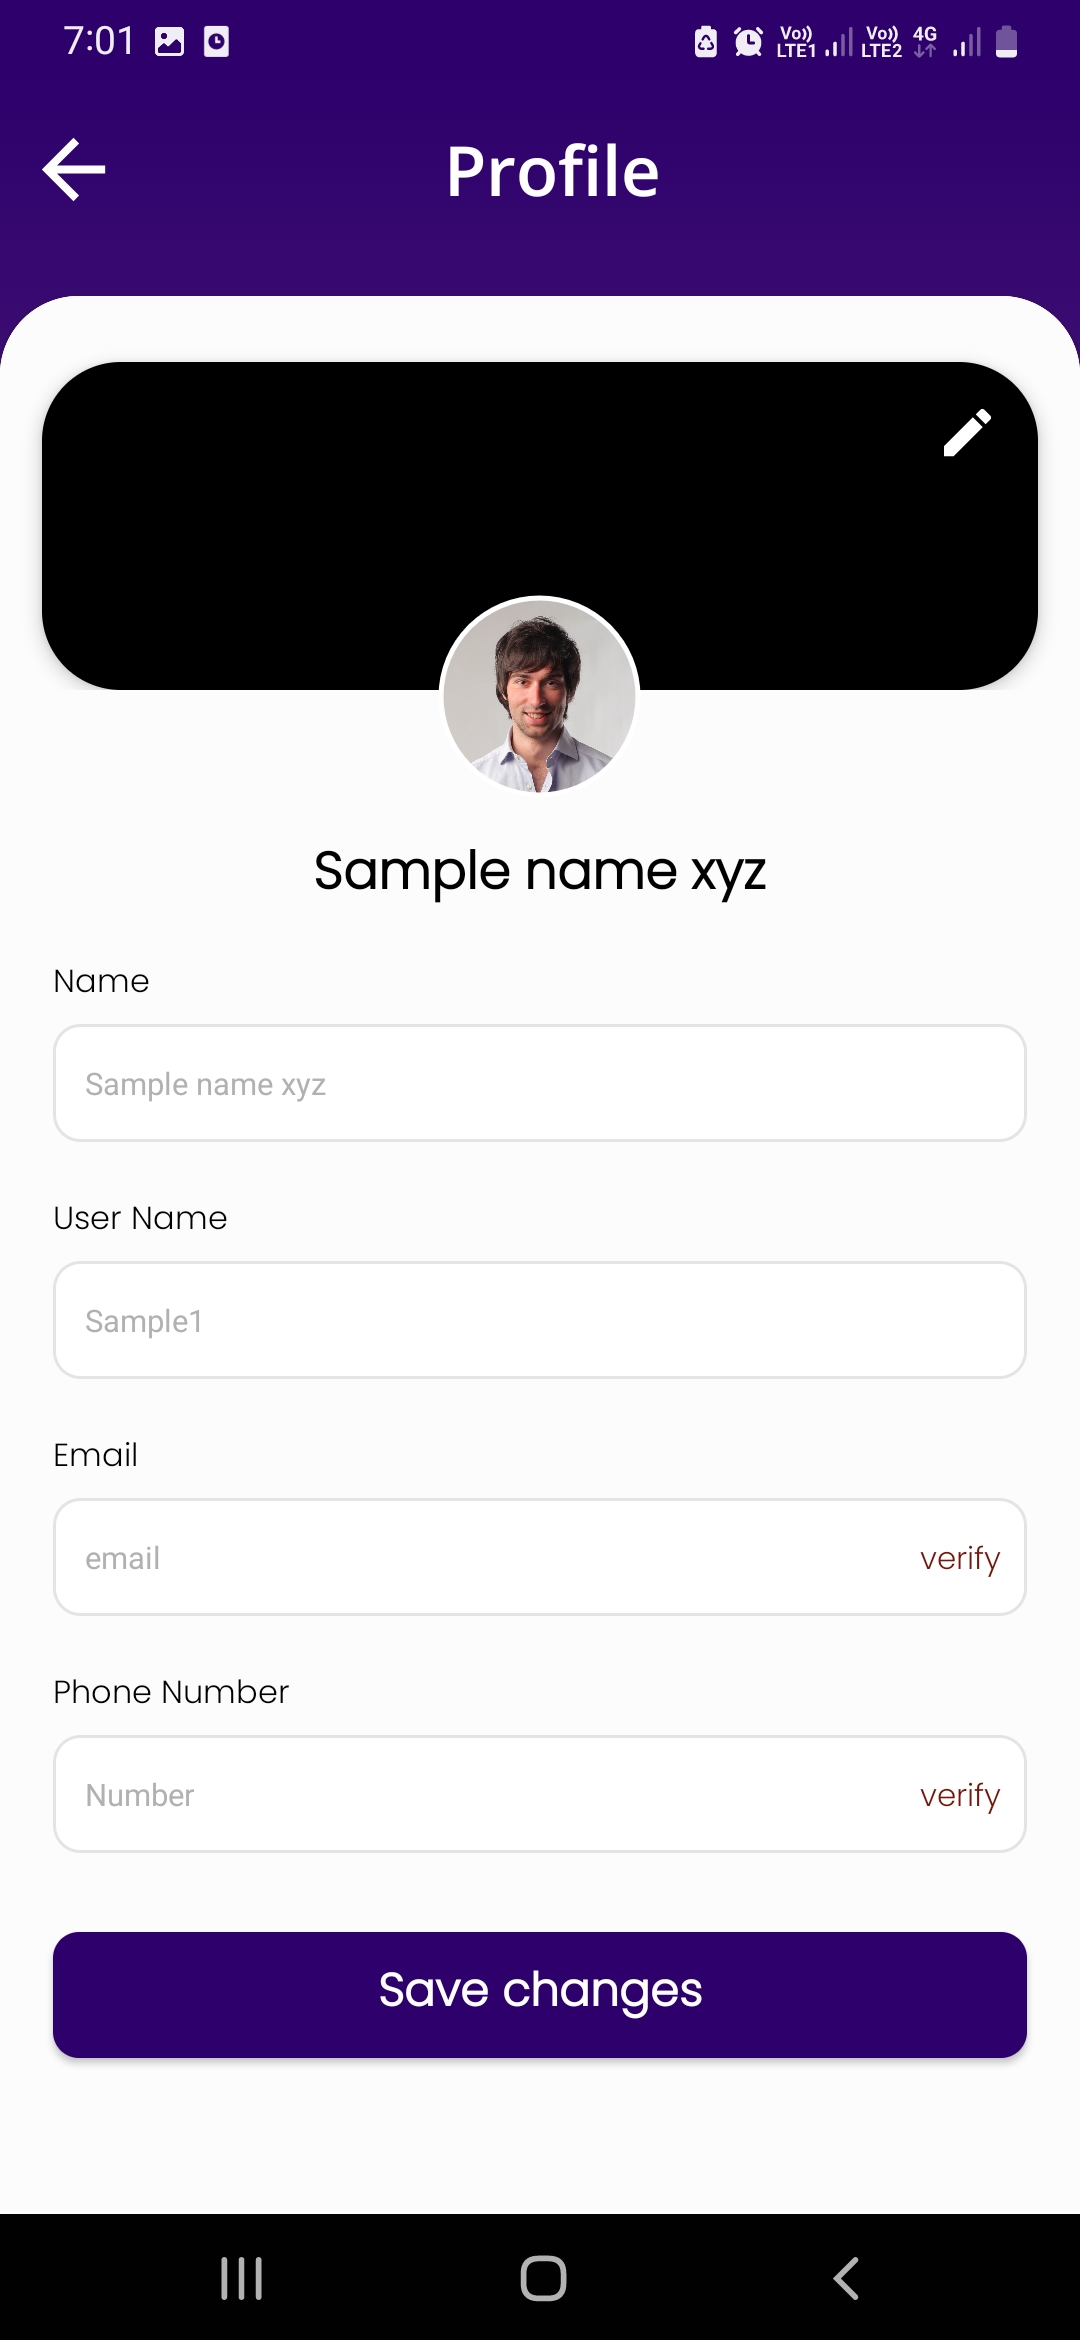 7:01 Vo)) LTE1 Vo)) LTE2 4G
Profile
Sample name xyz
Name
Sample name xyz
User Name
Sample1
Email
email verify
Phone Number
Number verify
Save changes